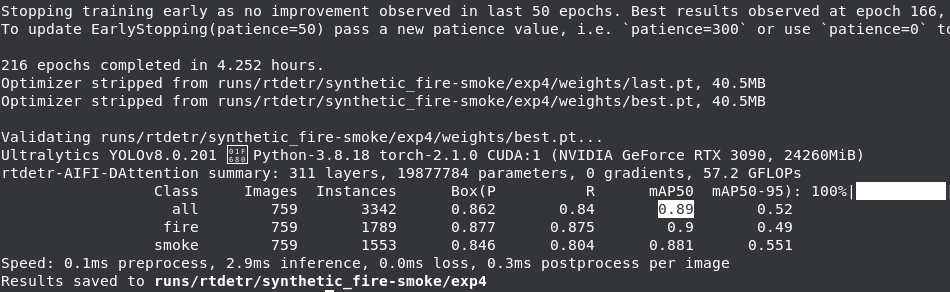 Stopping training early as no improvement observed in last 50 epochs. Best results observed at epoch 166,
To update EarlyStopping(patience=50) pass a new patience value, i.e. `patience=300` or use `patience=0` to
216 epochs completed in 4.252 hours.
Optimizer stripped from runs/rtdetr/synthetic_fire-smoke/exp4/weights/last.pt, 40.5MB
Optimizer stripped from runs/rtdetr/synthetic_fire-smoke/exp4/weights/best.pt, 40.5MB
Validating runs/rtdetr/synthetic_fire-smoke/exp4/weights/best.pt...
Ultralytics YOLOv8.0.201 🚀 Python-3.8.18 torch-2.1.0 CUDA:1 (NVIDIA GeForce RTX 3090, 24260MiB)
rtdetr-AIFI-DAttention summary: 311 layers, 19877784 parameters, 0 gradients, 57.2 GFLOPs
Class Images Instances Box(P R mAP50 mAP50-95): 100%|
all 759 3342 0.862 0.84 0.89 0.52
fire 759 1789 0.877 0.875 0.9 0.49
smoke 759 1553 0.846 0.804 0.881 0.551
Speed: 0.1ms preprocess, 2.9ms inference, 0.0ms loss, 0.3ms postprocess per image
Results saved to runs/rtdetr/synthetic_fire-smoke/exp4